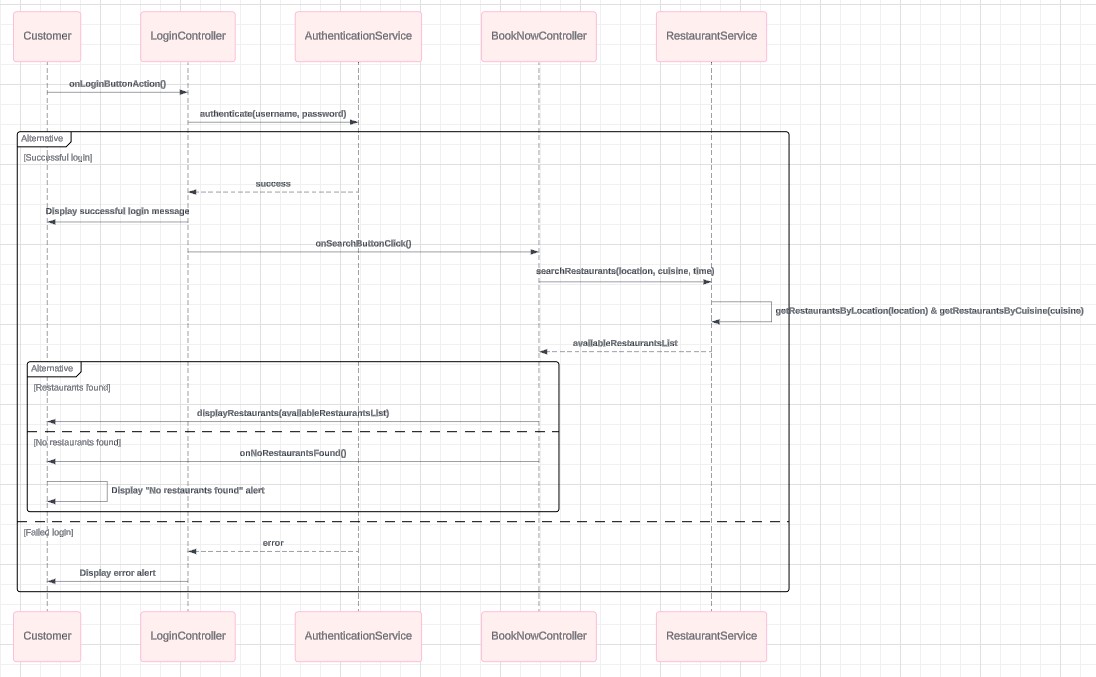 Customer
LoginController
AuthenticationService
BookNowController
RestaurantService
onLoginButtonAction()
authenticate(username, password)
Alternative
[Successful login]
success
Display successful login message
onSearchButtonClick()
searchRestaurants(location, cuisine, time)
getRestaurantsByLocation(location) & getRestaurantsByCuisine(cuisine)
availableRestaurantsList
Alternative
[Restaurants found]
displayRestaurants(availableRestaurantsList)
[No restaurants found]
onNoRestaurantsFound()
Display "No restaurants found" alert
[Failed login]
error
Display error alert
Customer
LoginController
AuthenticationService
BookNowController
RestaurantService